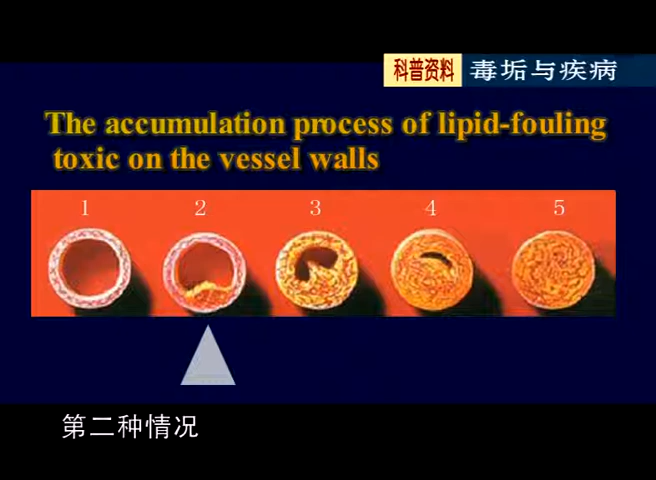 科普资料 毒垢与疾病
The accumulation process of lipid-fouling
toxic on the vessel walls
1 2 3 4 5
第二种情况